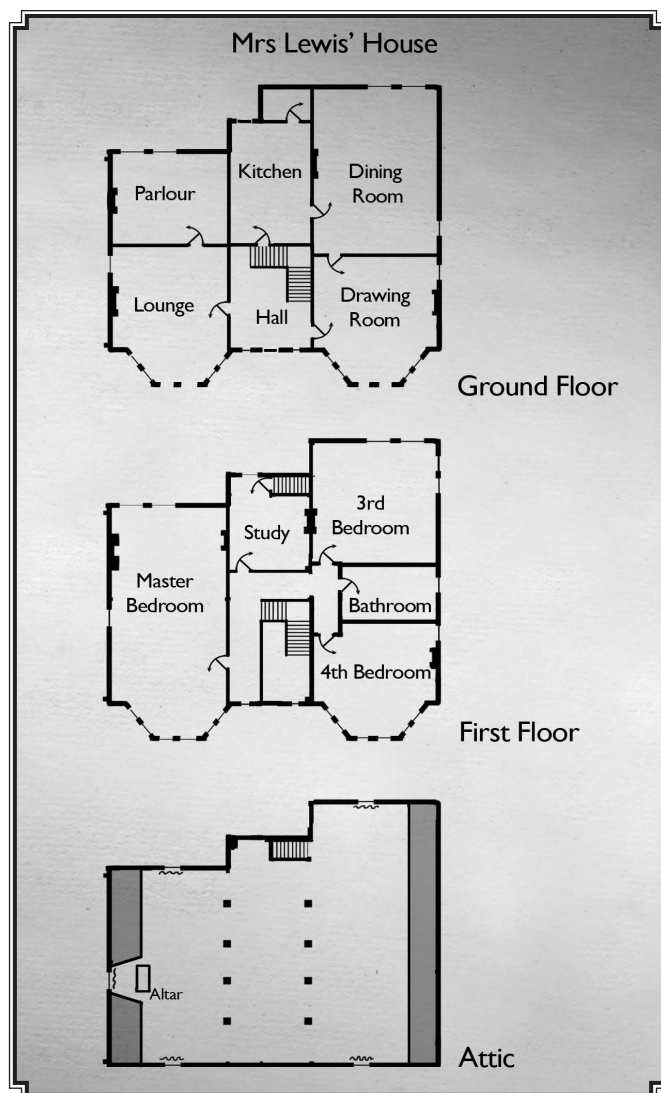 Mrs Lewis’ House
Kitchen
Parlour
Dining
Room
Lounge
Hall
Drawing
Room
Ground Floor
3rd
Bedroom
Study
Master
Bedroom
Bathroom
4th Bedroom
First Floor
Altar
Attic